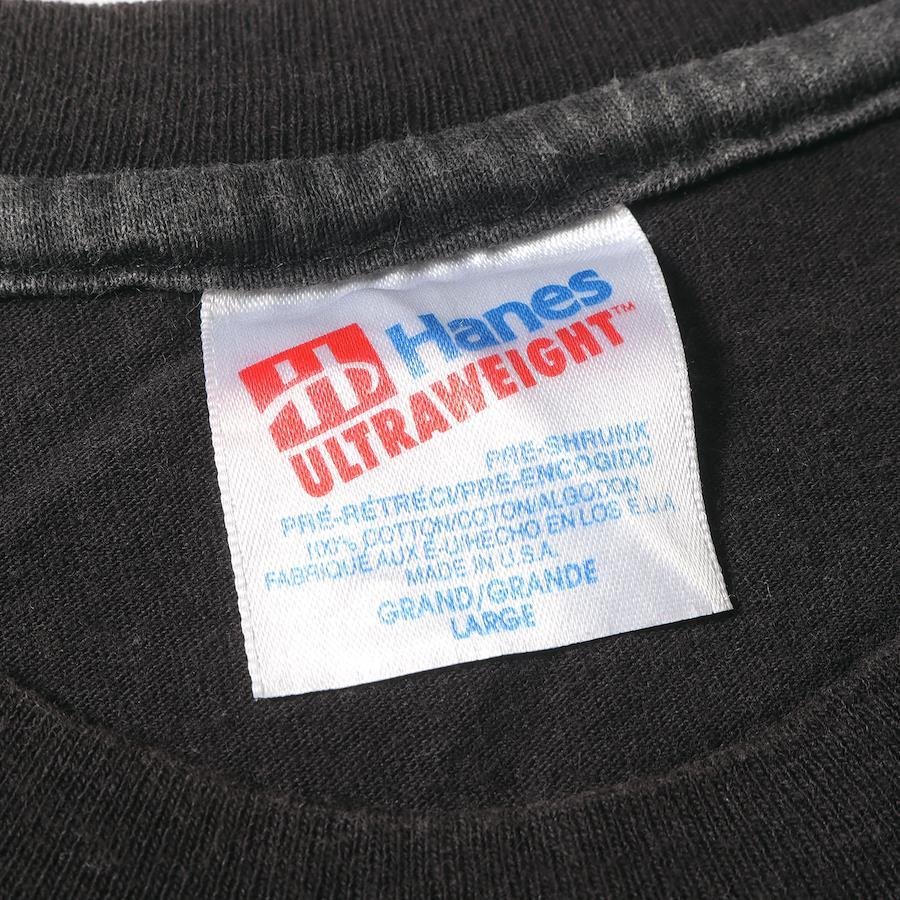 Hanes
ULTRAWEIGHT™
PRE-SHRUNK
PRÉ-RÉTRÉCI/PRE-ENCOGIDO
100% COTTON/COTON/ALGODON
FABRIQUE AUX É-U/HECHO EN LOS E.U.A
MADE IN U.S.A.
GRAND/GRANDE
LARGE